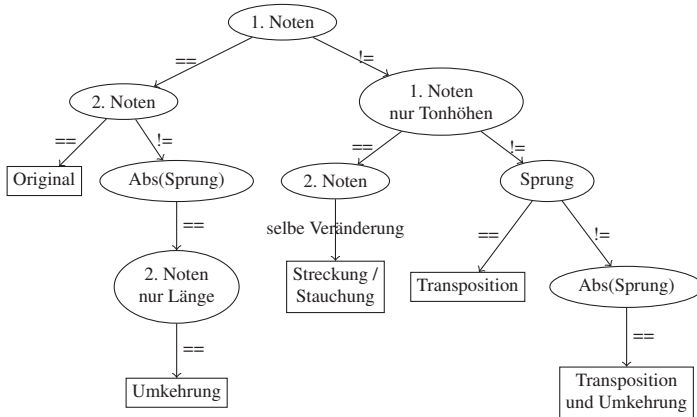 1. Noten
==
!=
2. Noten
1. Noten
nur Tonhöhen
==
!=
==
!=
Original
Abs(Sprung)
2. Noten
Sprung
==
selbe Veränderung
==
!=
2. Noten
nur Länge
Streckung /
Stauchung
Transposition
Abs(Sprung)
==
==
Umkehrung
Transposition
und Umkehrung